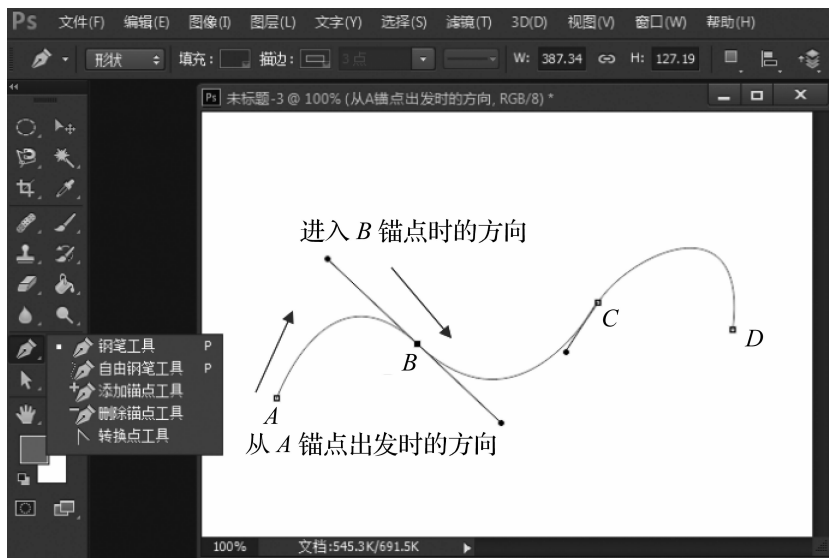 Ps 文件(F) 编辑(E) 图像(I) 图层(L) 文字(Y) 选择(S) 滤镜(T) 3D(D) 视图(V) 窗口(W) 帮助(H)
形状 填充: 描边: 3点 W: 387.34 H: 127.19
Ps 未标题-3 @ 100% (从A锚点出发时的方向, RGB/8) *
进入 B 锚点时的方向
C
D
B
A
从 A 锚点出发时的方向
钢笔工具 P
自由钢笔工具 P
添加锚点工具
删除锚点工具
转换点工具
100% 文档:545.3K/691.5K